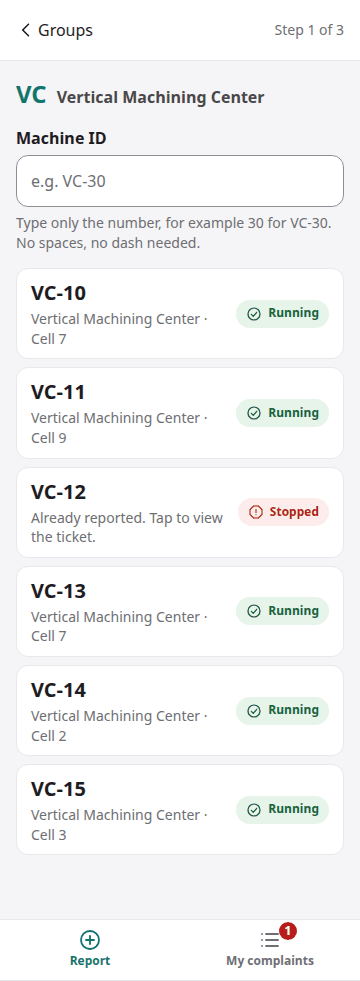 Groups
Step 1 of 3
VC Vertical Machining Center
Machine ID
e.g. VC-30
Type only the number, for example 30 for VC-30.
No spaces, no dash needed.
VC-10
Vertical Machining Center ·
Cell 7
Running
VC-11
Vertical Machining Center ·
Cell 9
Running
VC-12
Already reported. Tap to view
the ticket.
Stopped
VC-13
Vertical Machining Center ·
Cell 7
Running
VC-14
Vertical Machining Center ·
Cell 2
Running
VC-15
Vertical Machining Center ·
Cell 3
Running
Report
1
My complaints